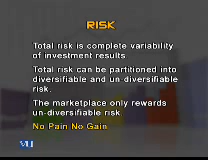 RISK
Total risk is complete variability
of investment results
Total risk can be partitioned into
diversifiable and un-diversifiable
risk.
The marketplace only rewards
un-diversifiable risk
No Pain No Gain
VU